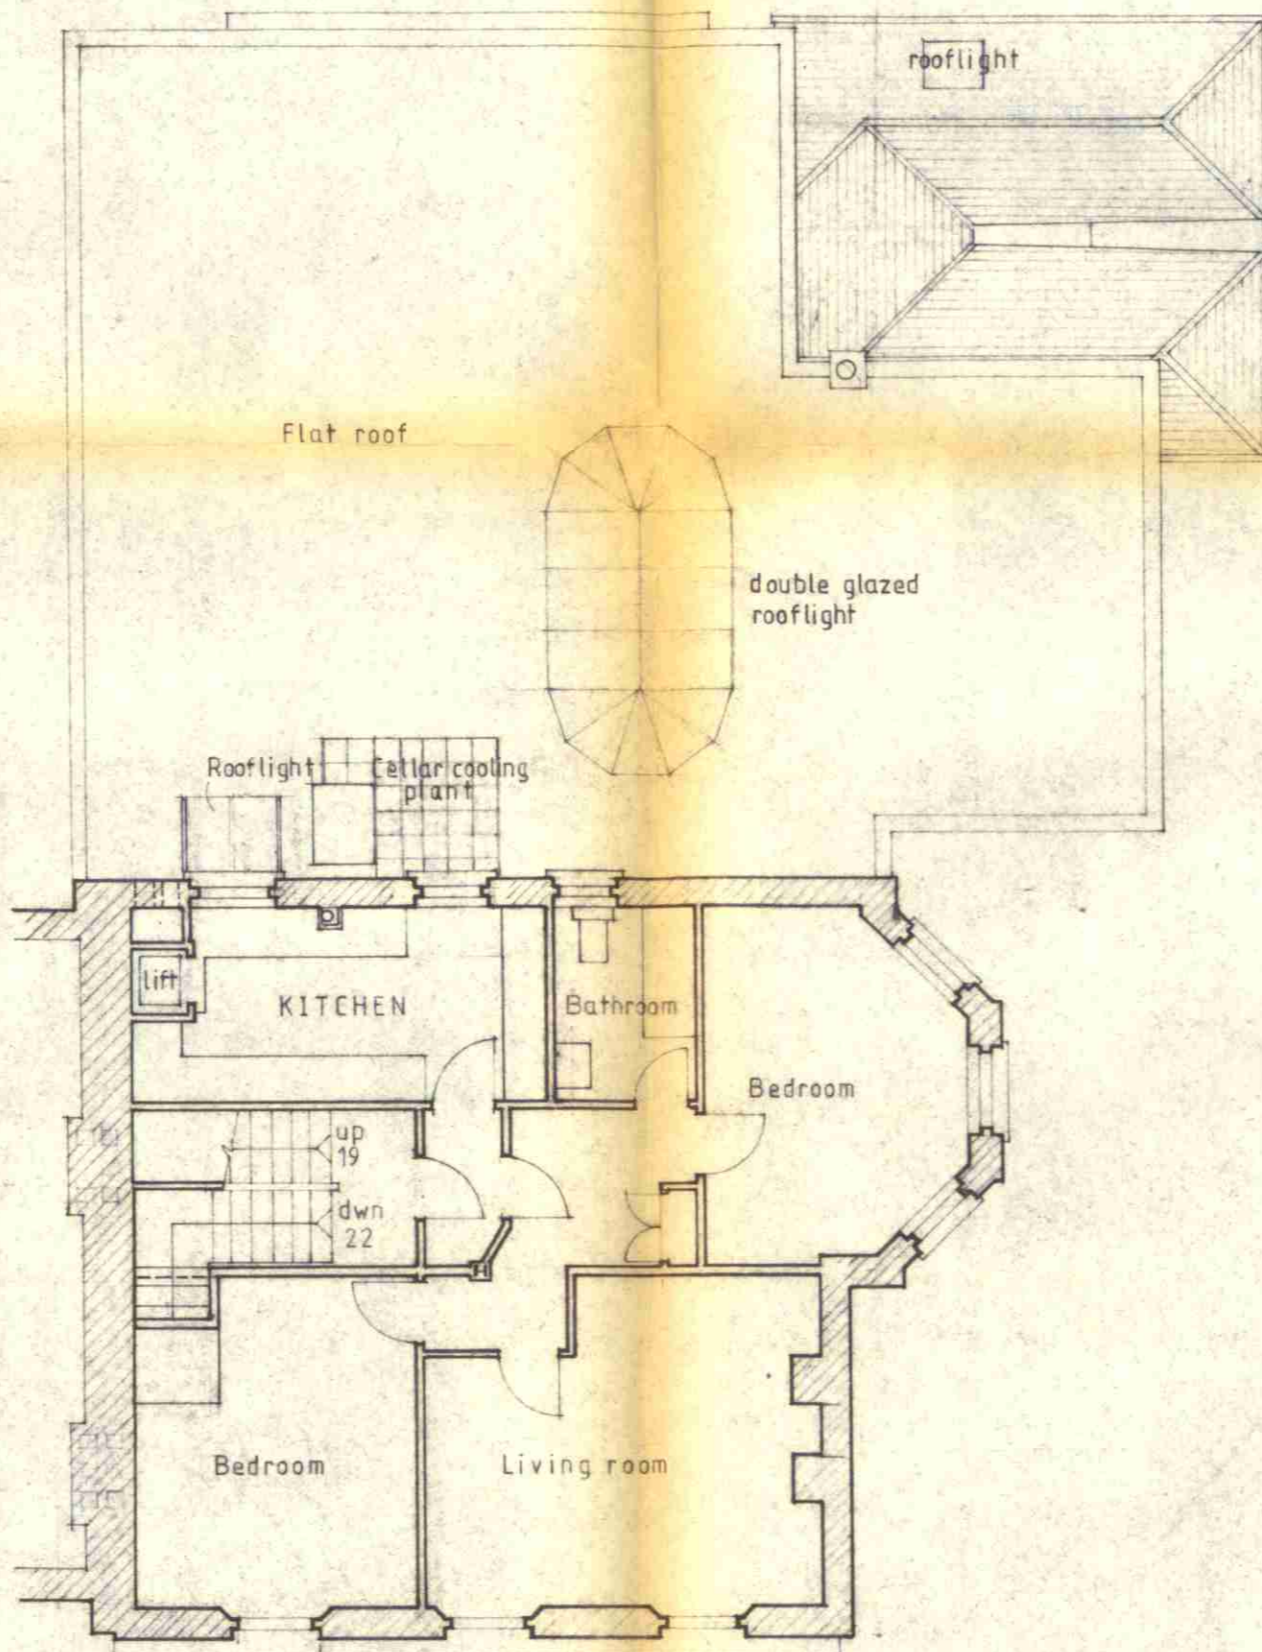 rooflight
Flat roof
double glazed
rooflight
Rooflight
Cellar cooling
plant
lift
KITCHEN
Bathroom
Bedroom
up
19
dwn
22
Bedroom
Living room